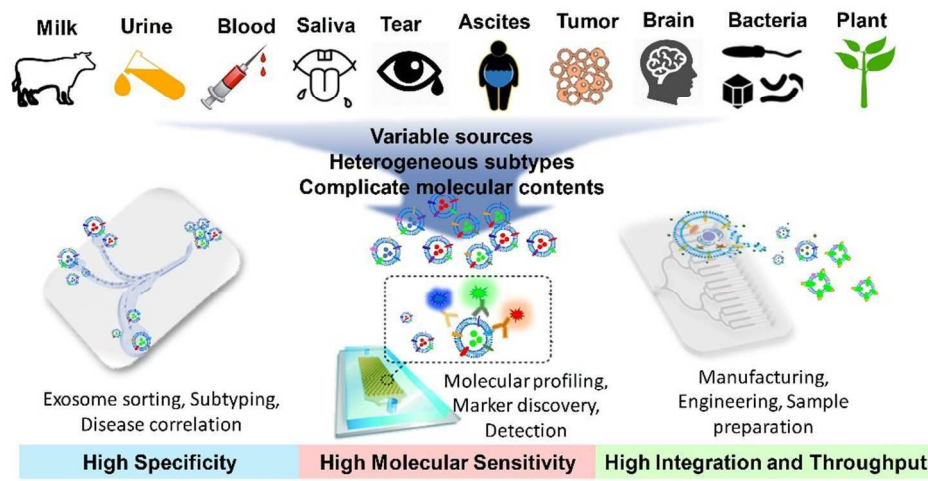 Milk Urine Blood Saliva Tear Ascites Tumor Brain Bacteria Plant
Variable sources
Heterogeneous subtypes
Complicate molecular contents
Exosome sorting, Subtyping,
Disease correlation
Molecular profiling,
Marker discovery,
Detection
Manufacturing,
Engineering, Sample
preparation
High Specificity
High Molecular Sensitivity
High Integration and Throughput